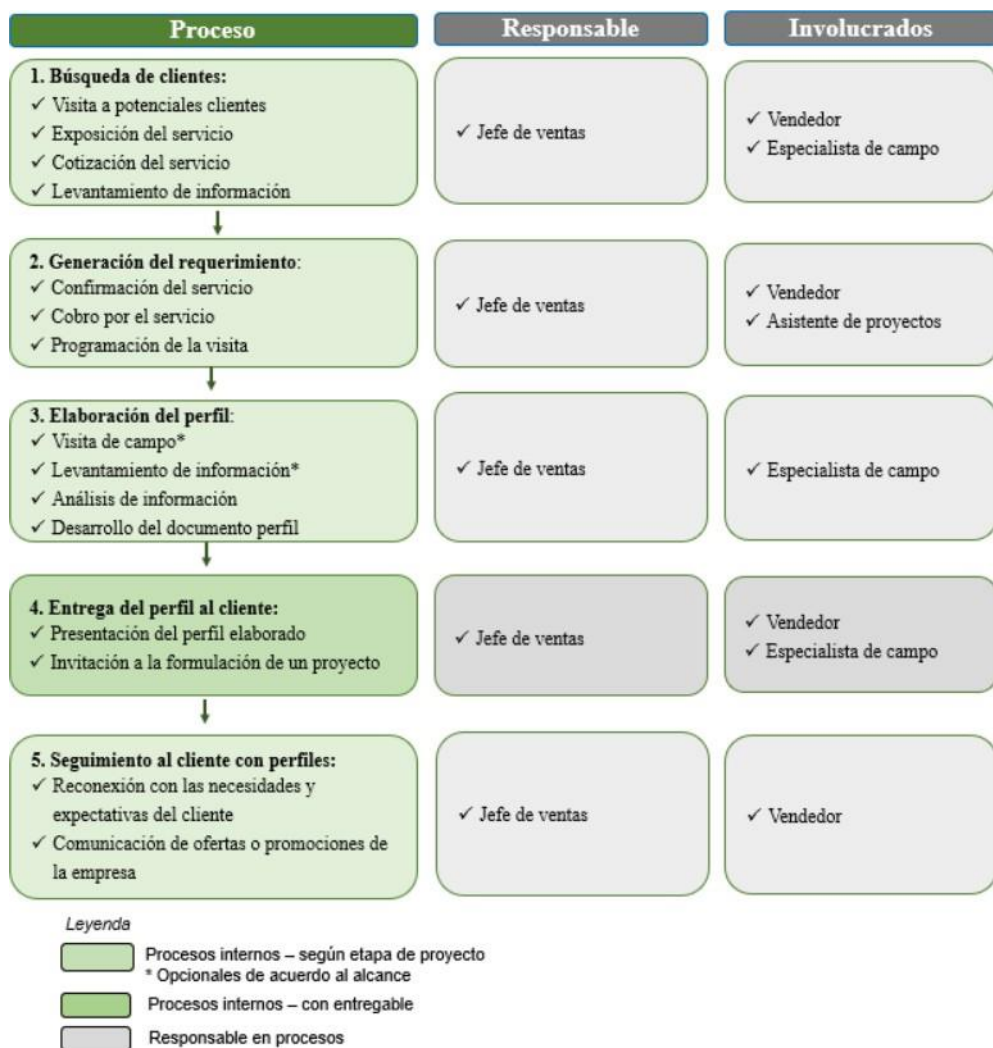 Proceso
Responsable
Involucrados
1. Búsqueda de clientes:
✓ Visita a potenciales clientes
✓ Exposición del servicio
✓ Cotización del servicio
✓ Levantamiento de información
✓ Jefe de ventas
✓ Vendedor
✓ Especialista de campo
2. Generación del requerimiento:
✓ Confirmación del servicio
✓ Cobro por el servicio
✓ Programación de la visita
✓ Jefe de ventas
✓ Vendedor
✓ Asistente de proyectos
3. Elaboración del perfil:
✓ Visita de campo*
✓ Levantamiento de información*
✓ Análisis de información
✓ Desarrollo del documento perfil
✓ Jefe de ventas
✓ Especialista de campo
4. Entrega del perfil al cliente:
✓ Presentación del perfil elaborado
✓ Invitación a la formulación de un proyecto
✓ Jefe de ventas
✓ Vendedor
✓ Especialista de campo
5. Seguimiento al cliente con perfiles:
✓ Reconexión con las necesidades y
expectativas del cliente
✓ Comunicación de ofertas o promociones de
la empresa
✓ Jefe de ventas
✓ Vendedor
Leyenda
Procesos internos – según etapa de proyecto
* Opcionales de acuerdo al alcance
Procesos internos – con entregable
Responsable en procesos